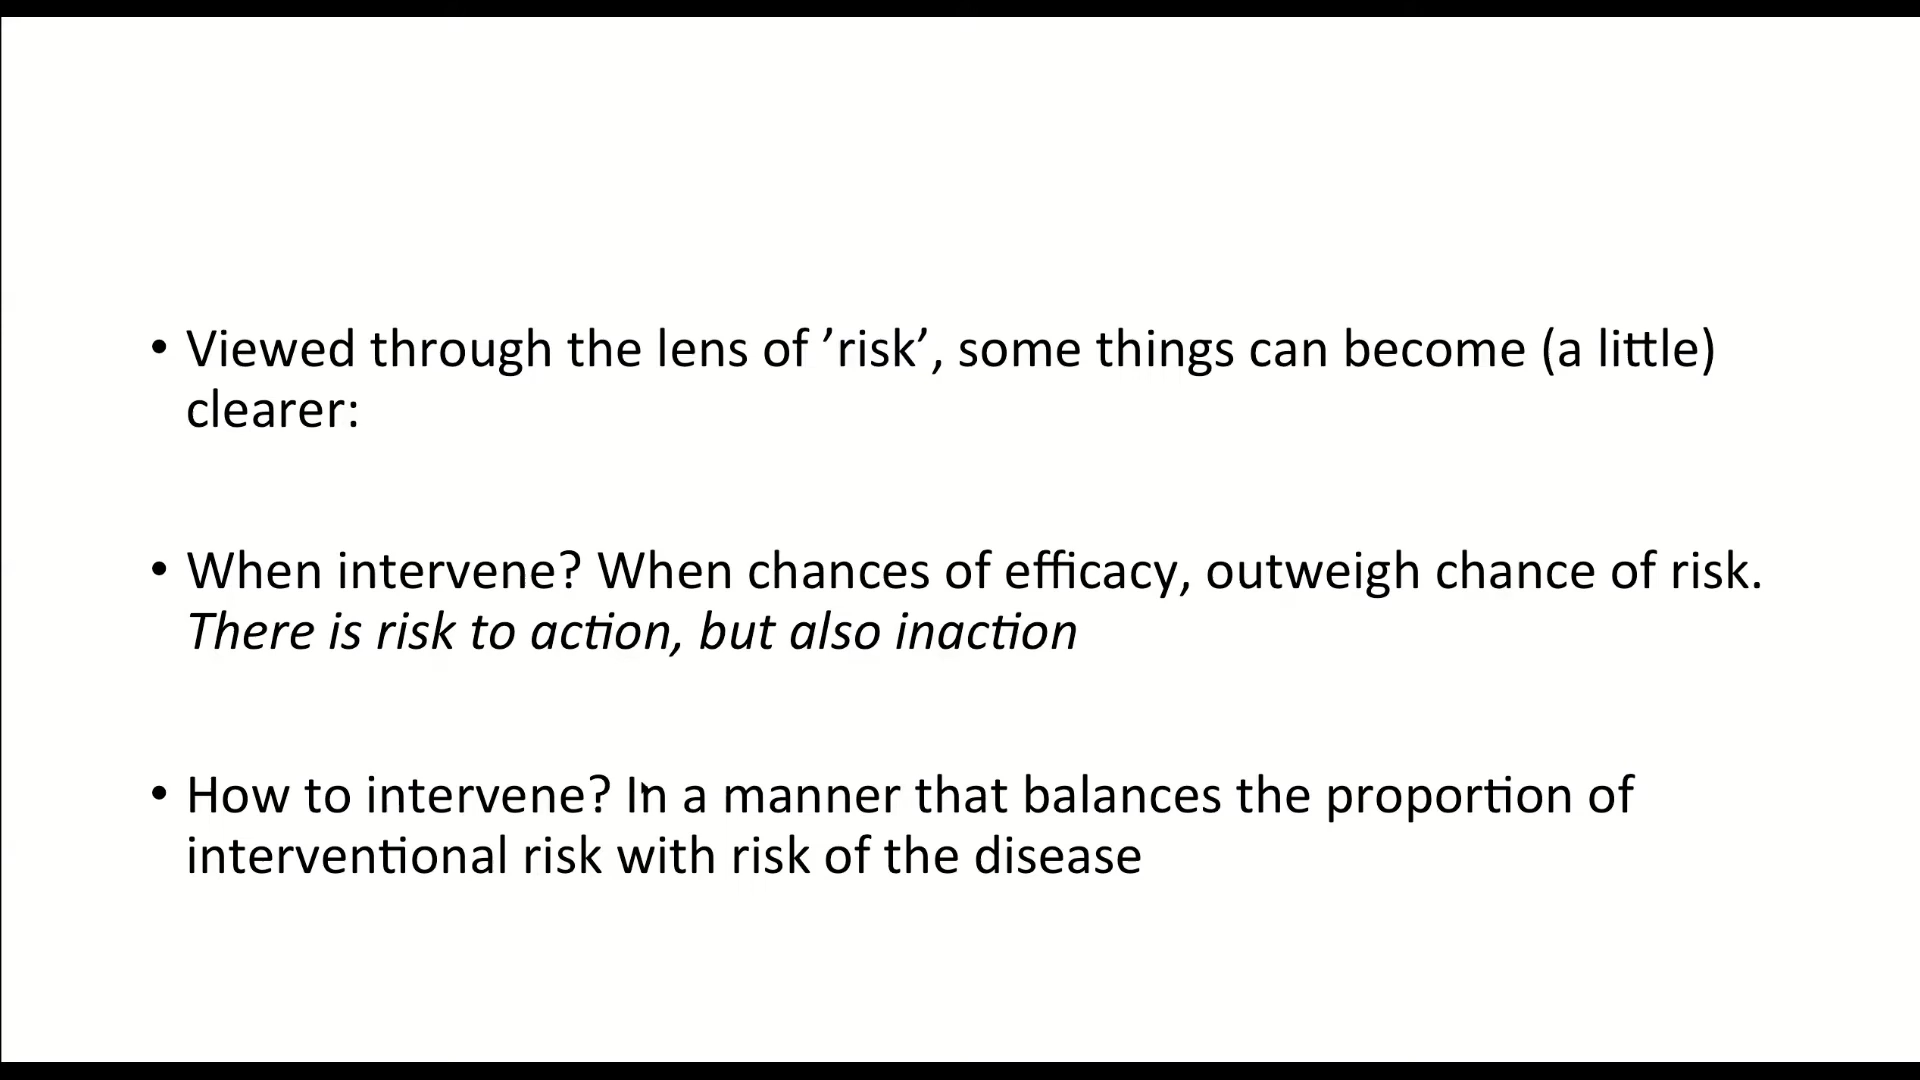 • Viewed through the lens of ’risk’, some things can become (a little)
clearer:
• When intervene? When chances of efficacy, outweigh chance of risk.
There is risk to action, but also inaction
• How to intervene? In a manner that balances the proportion of
interventional risk with risk of the disease